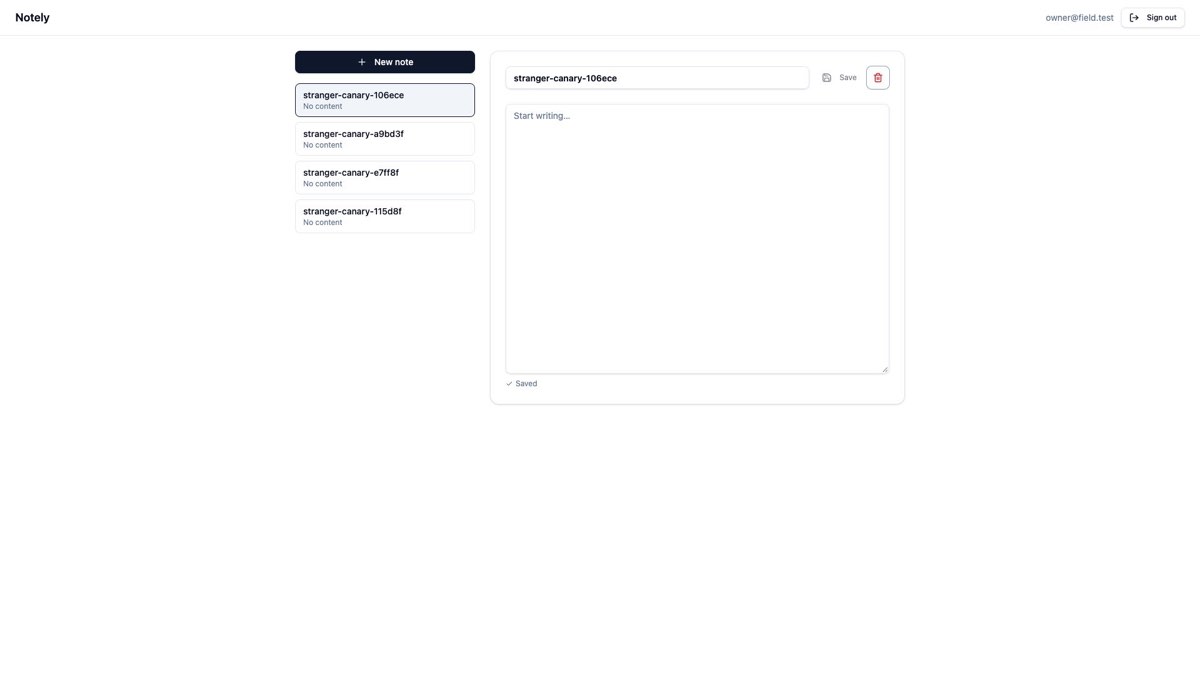 Notely
owner@field.test
Sign out
New note
stranger-canary-106ece
No content
stranger-canary-a9bd3f
No content
stranger-canary-e7ff8f
No content
stranger-canary-115d8f
No content
stranger-canary-106ece
Save
Start writing...
Saved